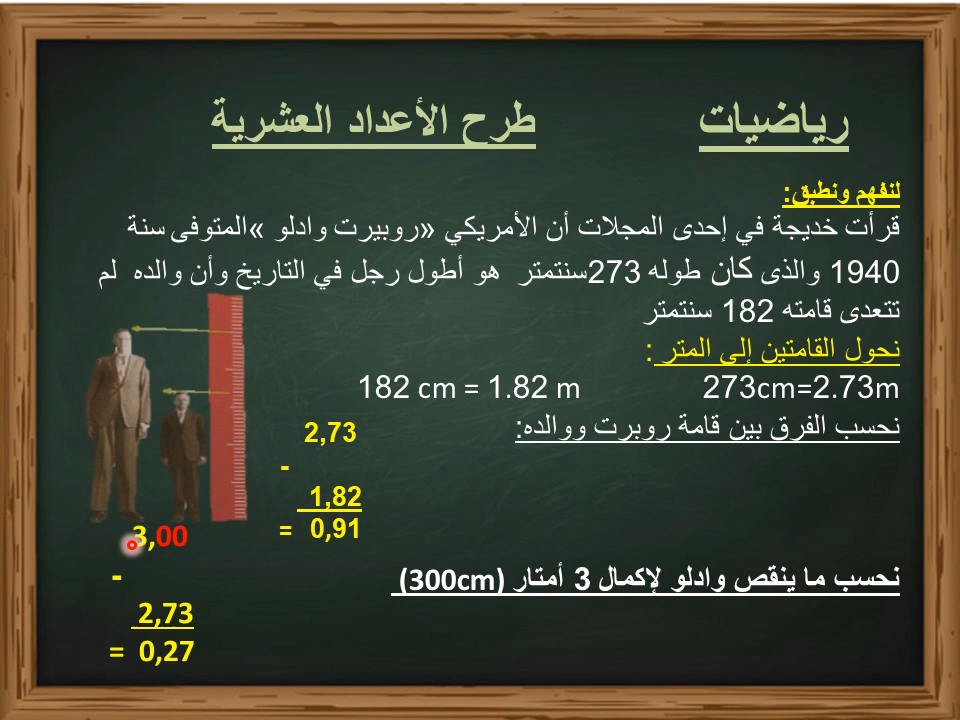 رياضيات
طرح الأعداد العشرية
لنفهم ونطبق:
قرأت خديجة في إحدى المجلات أن الأمريكي «روبيرت وادلو »المتوفى سنة
1940 والذى كان طوله 273سنتمتر هو أطول رجل في التاريخ وأن والده لم
تتعدى قامته 182 سنتمتر
نحول القامتين إلى المتر :
273cm=2.73m
182 cm = 1.82 m
نحسب الفرق بين قامة روبرت ووالده:
2,73
-
1,82
= 0,91
نحسب ما ينقص وادلو لإكمال 3 أمتار (300cm)
3,00
-
2,73
= 0,27